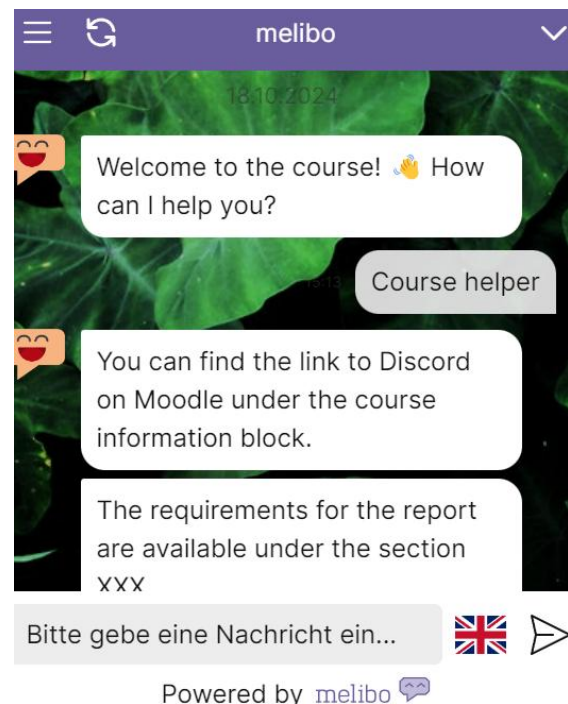 melibo
18.10.2024
Welcome to the course! 👋 How
can I help you?
15:13
Course helper
You can find the link to Discord
on Moodle under the course
information block.
The requirements for the report
are available under the section
XXX
Bitte gebe eine Nachricht ein...
Powered by melibo